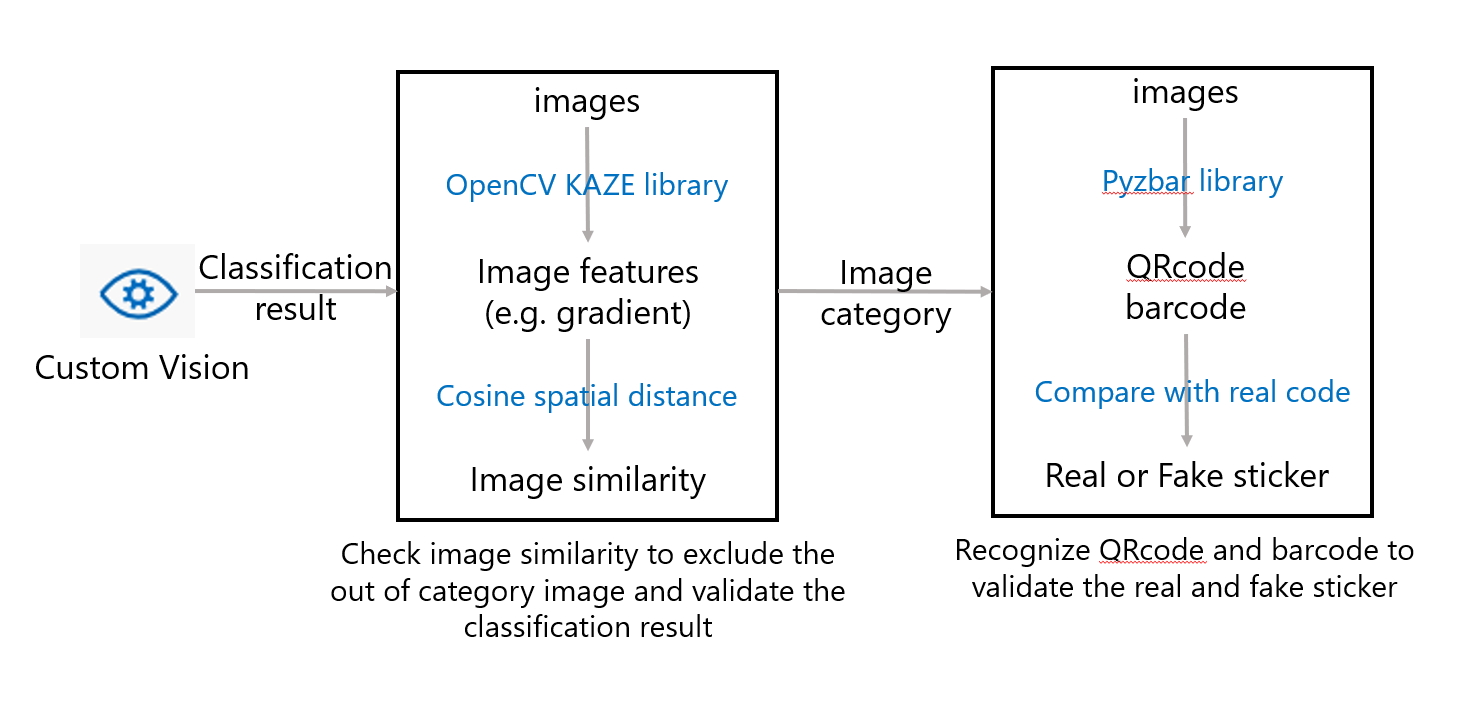 Custom Vision
Classification
result
images
OpenCV KAZE library
Image features
(e.g. gradient)
Cosine spatial distance
Image similarity
Check image similarity to exclude the
out of category image and validate the
classification result
Image
category
images
Pyzbar library
QRcode
barcode
Compare with real code
Real or Fake sticker
Recognize QRcode and barcode to
validate the real and fake sticker